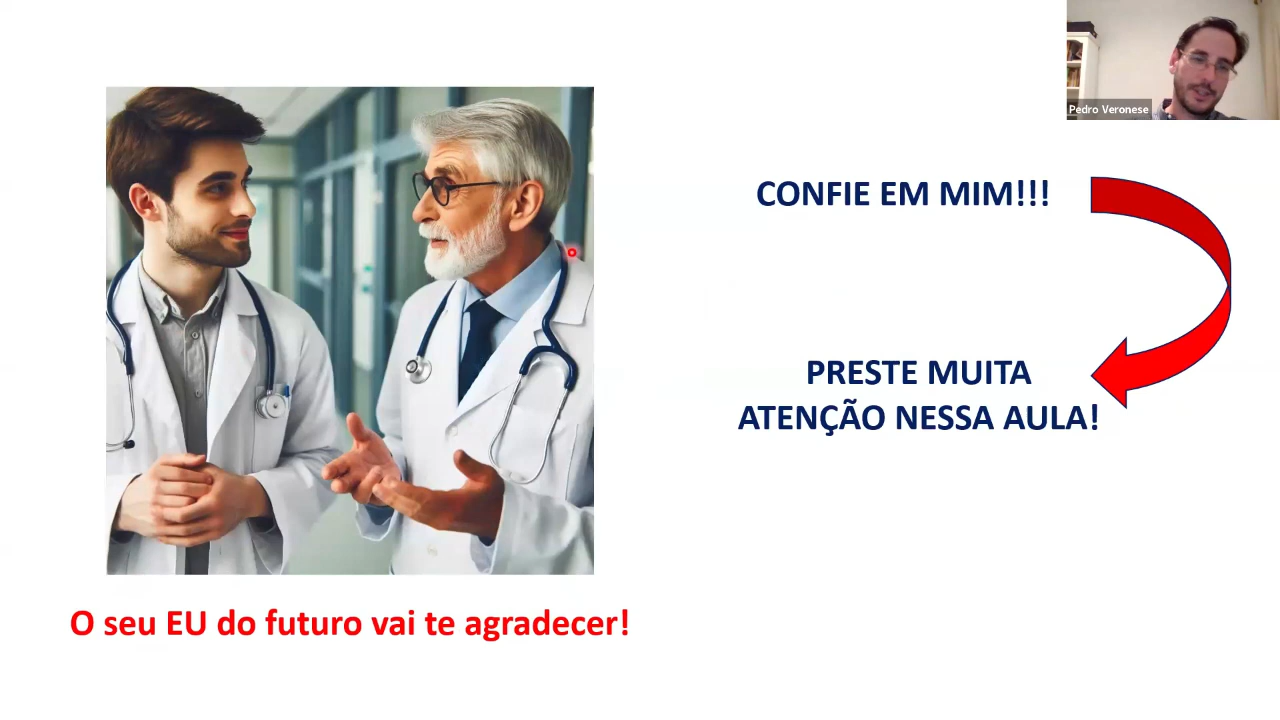 Pedro Veronese
CONFIE EM MIM!!!
PRESTE MUITA
ATENÇÃO NESSA AULA!
O seu EU do futuro vai te agradecer!